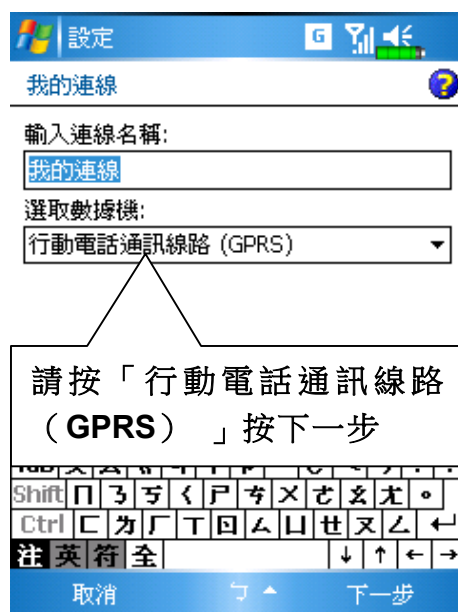 設定 G
我的連線
輸入連線名稱:
我的連線
選取數據機:
行動電話通訊線路 (GPRS)
請按「行動電話通訊線路
（GPRS） 」按下一步
Shift ㄇ ㄋ ㄎ ㄑ ㄕ ㄘ ㄨ ㄜ ㄠ ㄤ 。
Ctrl ㄈ ㄌ ㄏ ㄒ ㄖ ㄙ ㄩ ㄝ ㄡ ㄥ ↵
注 英 符 全 ↓ ↑ ← →
取消 ㄅ 下一步